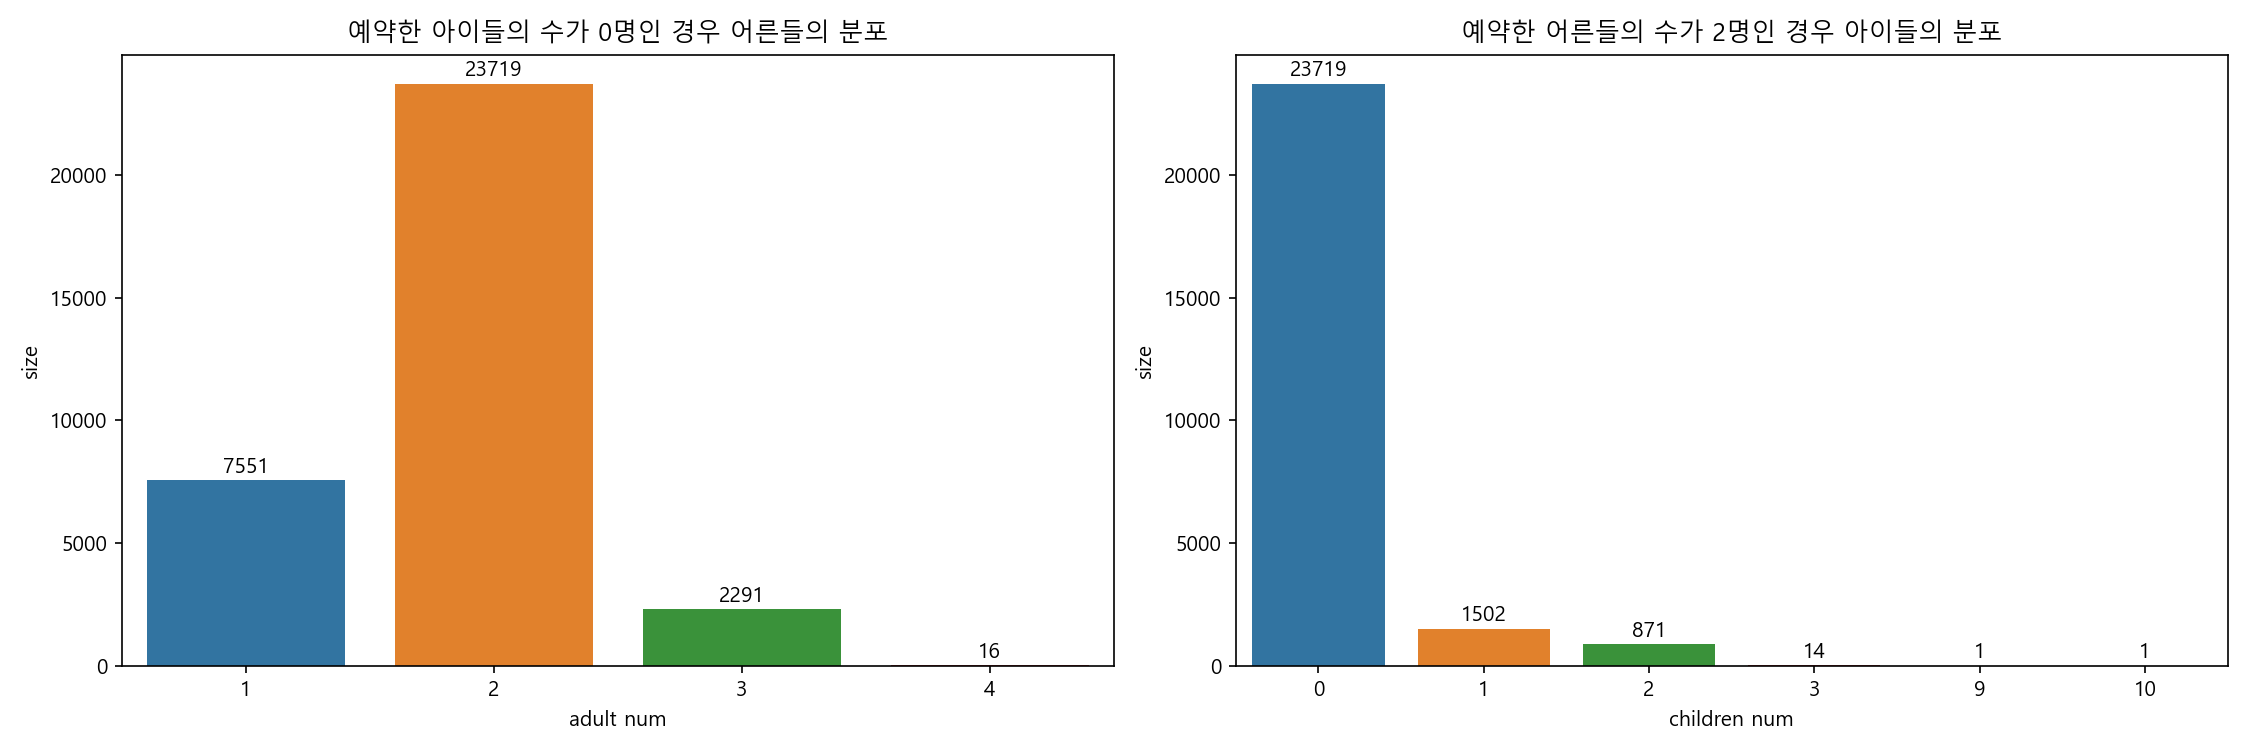 예약한 아이들의 수가 0명인 경우 어른들의 분포
23719
20000
15000
10000
7551
5000
2291
16
0
1 2 3 4
size
adult num
예약한 어른들의 수가 2명인 경우 아이들의 분포
23719
20000
15000
10000
5000
1502
871
14
1
1
0
0 1 2 3 9 10
size
children num